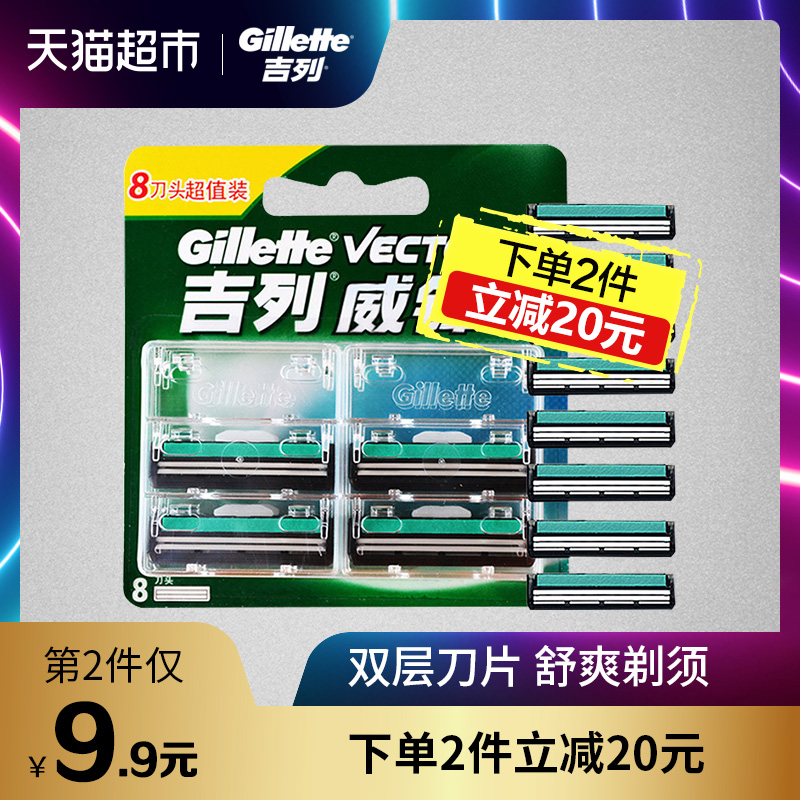 天猫超市
Gillette®
吉列®
8刀头超值装
Gillette® VECT
吉列® 威
下单2件
立减20元
Gillette
Gillette
8
刀头
第2件仅
¥9.9元
双层刀片 舒爽剃须
下单2件立减20元